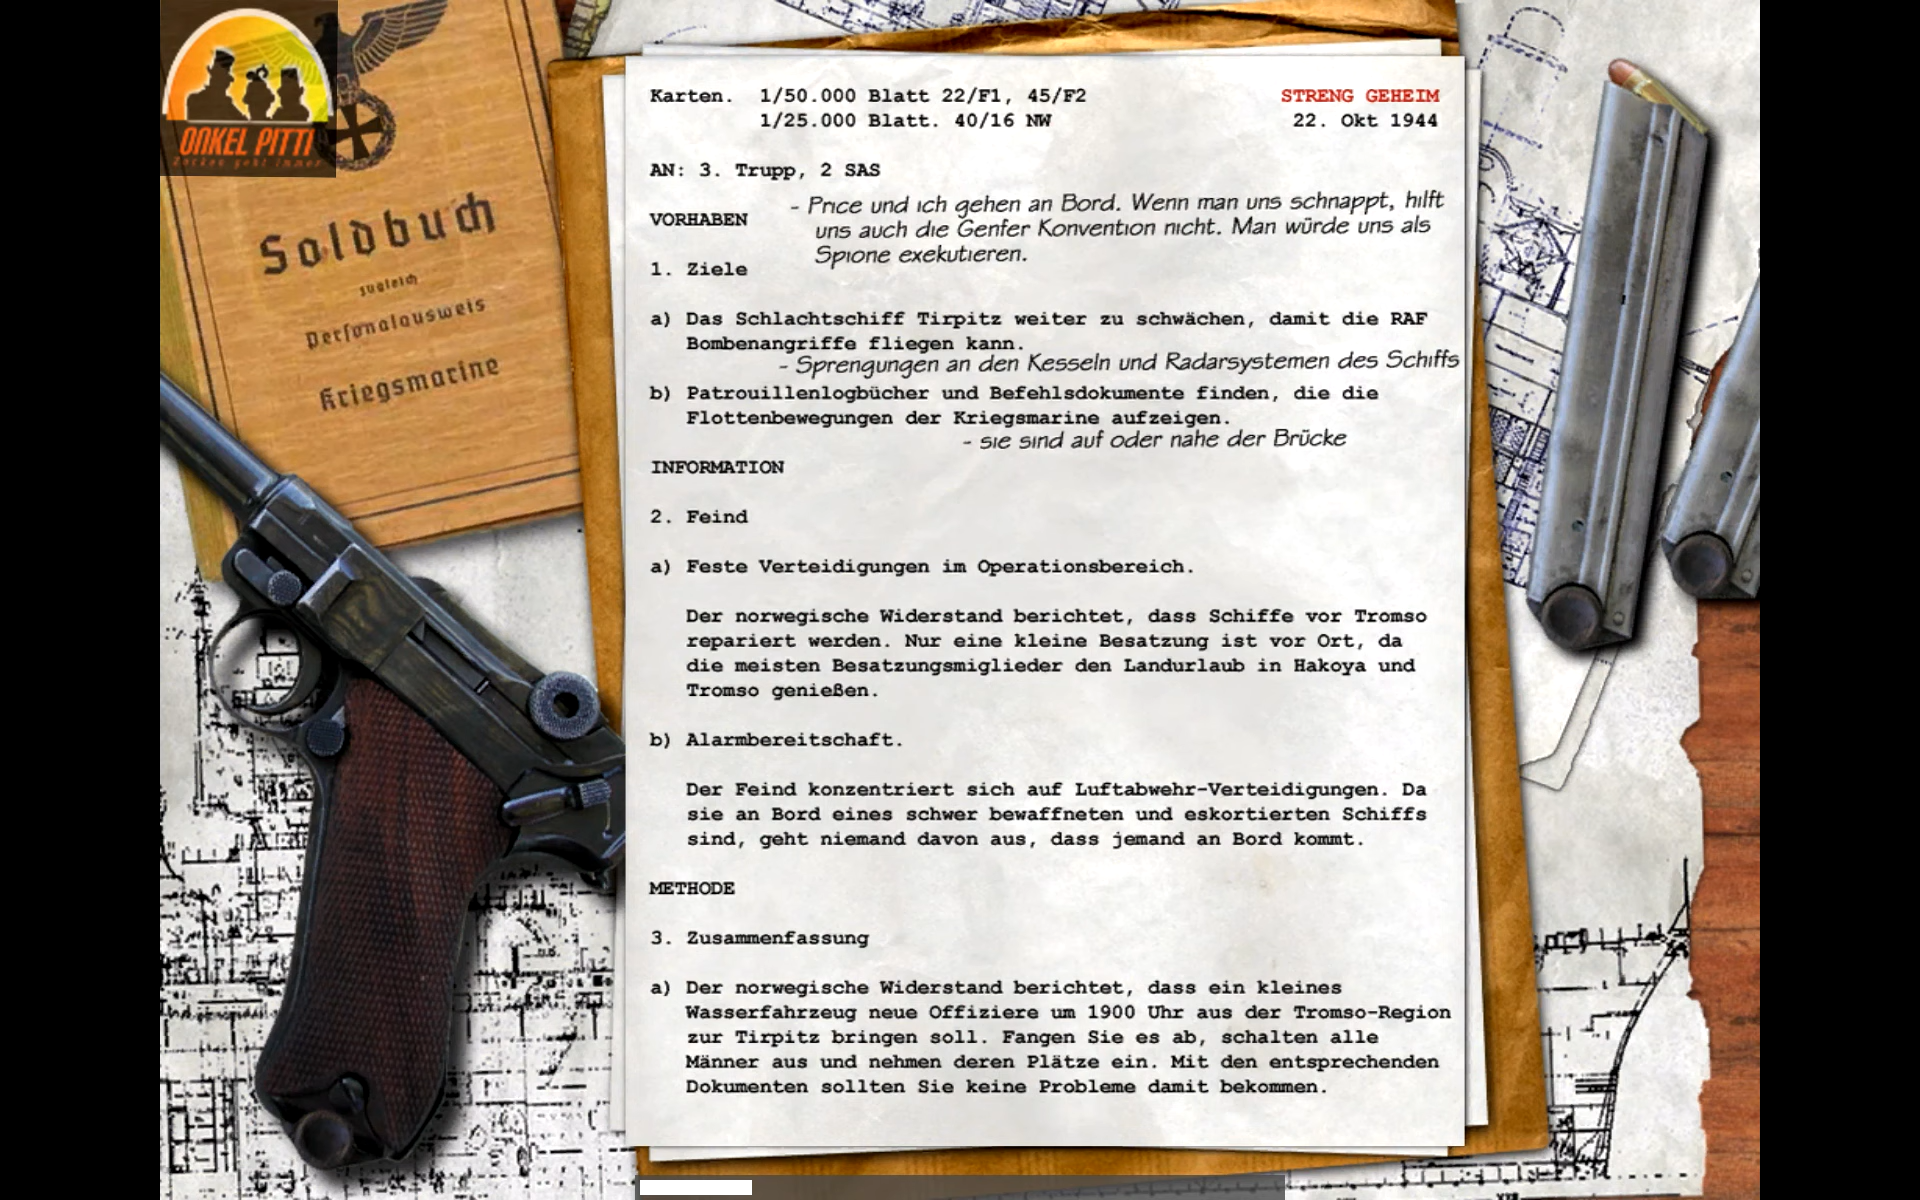 ONKEL PITTI
Zocken geht immer
Soldbuch
zugleich
Personalausweis
Kriegsmarine
Karten. 1/50.000 Blatt 22/F1, 45/F2
1/25.000 Blatt. 40/16 NW
STRENG GEHEIM
22. Okt 1944
AN: 3. Trupp, 2 SAS
- Price und ich gehen an Bord. Wenn man uns schnappt, hilft
uns auch die Genfer Konvention nicht. Man würde uns als
Spione exekutieren.
VORHABEN
1. Ziele
a) Das Schlachtschiff Tirpitz weiter zu schwächen, damit die RAF
Bombenangriffe fliegen kann.
- Sprengungen an den Kesseln und Radarsystemen des Schiffs
b) Patrouillenlogbücher und Befehlsdokumente finden, die die
Flottenbewegungen der Kriegsmarine aufzeigen.
- sie sind auf oder nahe der Brücke
INFORMATION
2. Feind
a) Feste Verteidigungen im Operationsbereich.
Der norwegische Widerstand berichtet, dass Schiffe vor Tromso
repariert werden. Nur eine kleine Besatzung ist vor Ort, da
die meisten Besatzungsmiglieder den Landurlaub in Hakoya und
Tromso genießen.
b) Alarmbereitschaft.
Der Feind konzentriert sich auf Luftabwehr-Verteidigungen. Da
sie an Bord eines schwer bewaffneten und eskortierten Schiffs
sind, geht niemand davon aus, dass jemand an Bord kommt.
METHODE
3. Zusammenfassung
a) Der norwegische Widerstand berichtet, dass ein kleines
Wasserfahrzeug neue Offiziere um 1900 Uhr aus der Tromso-Region
zur Tirpitz bringen soll. Fangen Sie es ab, schalten alle
Männer aus und nehmen deren Plätze ein. Mit den entsprechenden
Dokumenten sollten Sie keine Probleme damit bekommen.